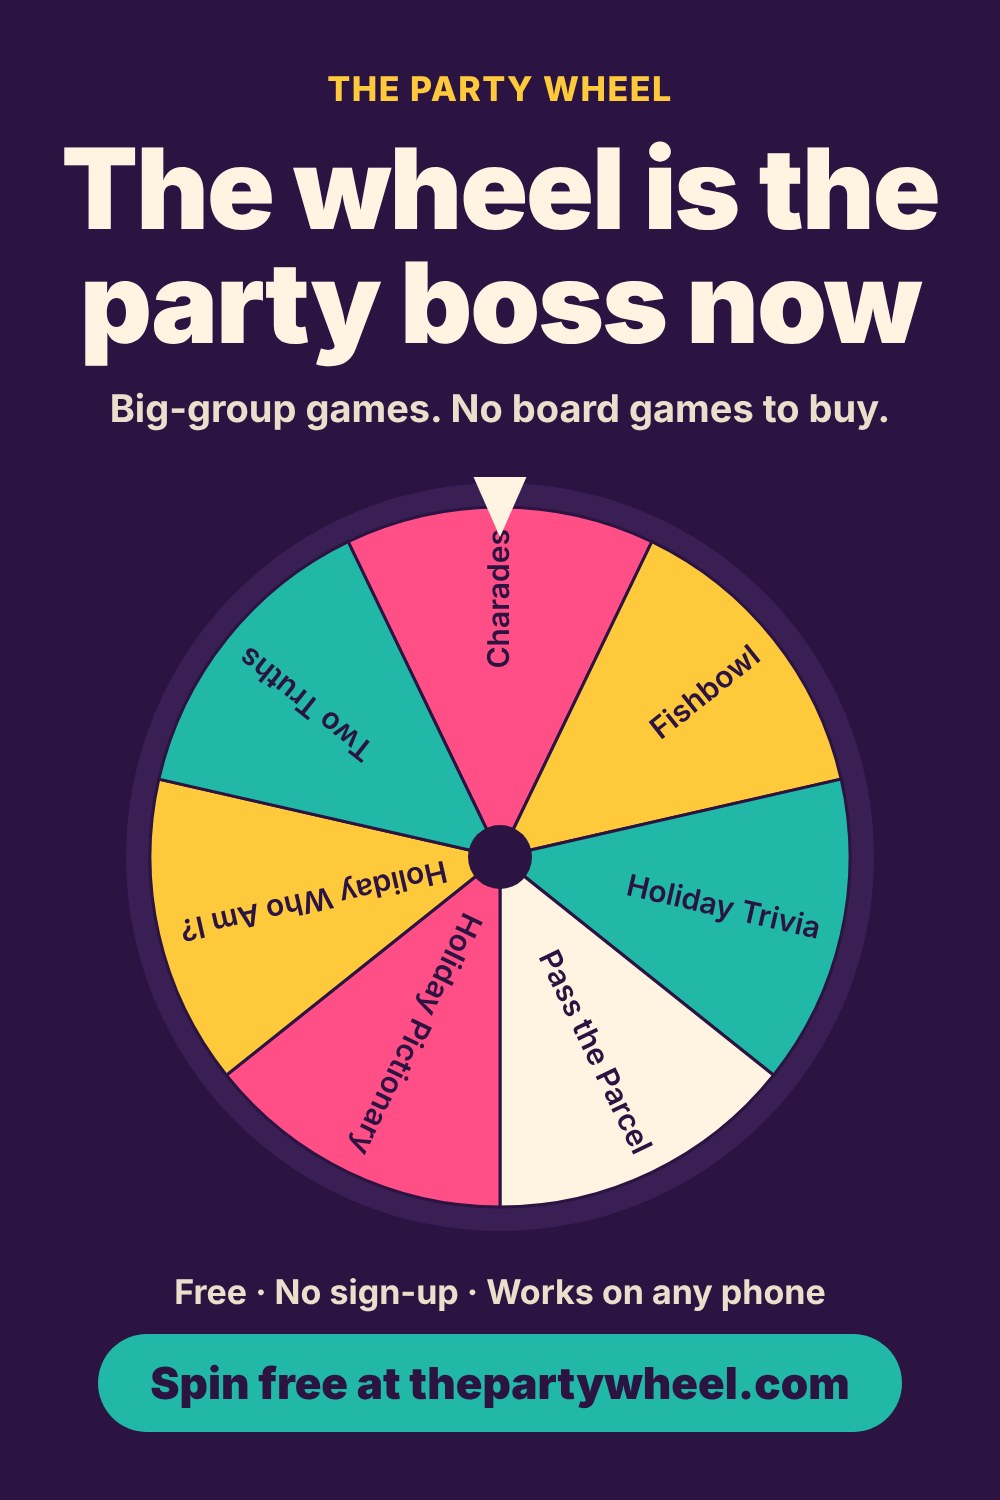 THE PARTY WHEEL
The wheel is the
party boss now
Big-group games. No board games to buy.
Charades
Fishbowl
Holiday Trivia
Pass the Parcel
Holiday Pictionary
Holiday Who Am I?
Two Truths
Free · No sign-up · Works on any phone
Spin free at thepartywheel.com